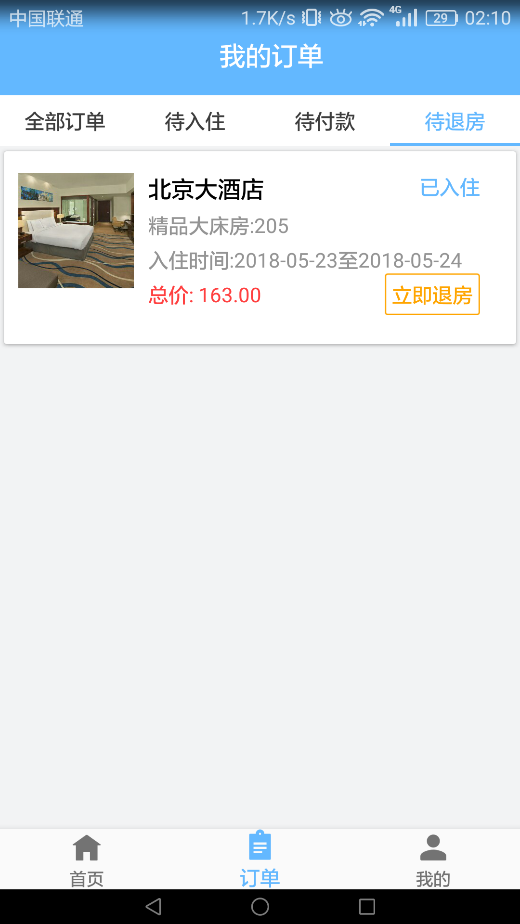 中国联通 1.7K/s 4G 29 02:10
我的订单
全部订单 待入住 待付款 待退房
北京大酒店 已入住
精品大床房:205
入住时间:2018-05-23至2018-05-24
总价: 163.00 立即退房
首页 订单 我的